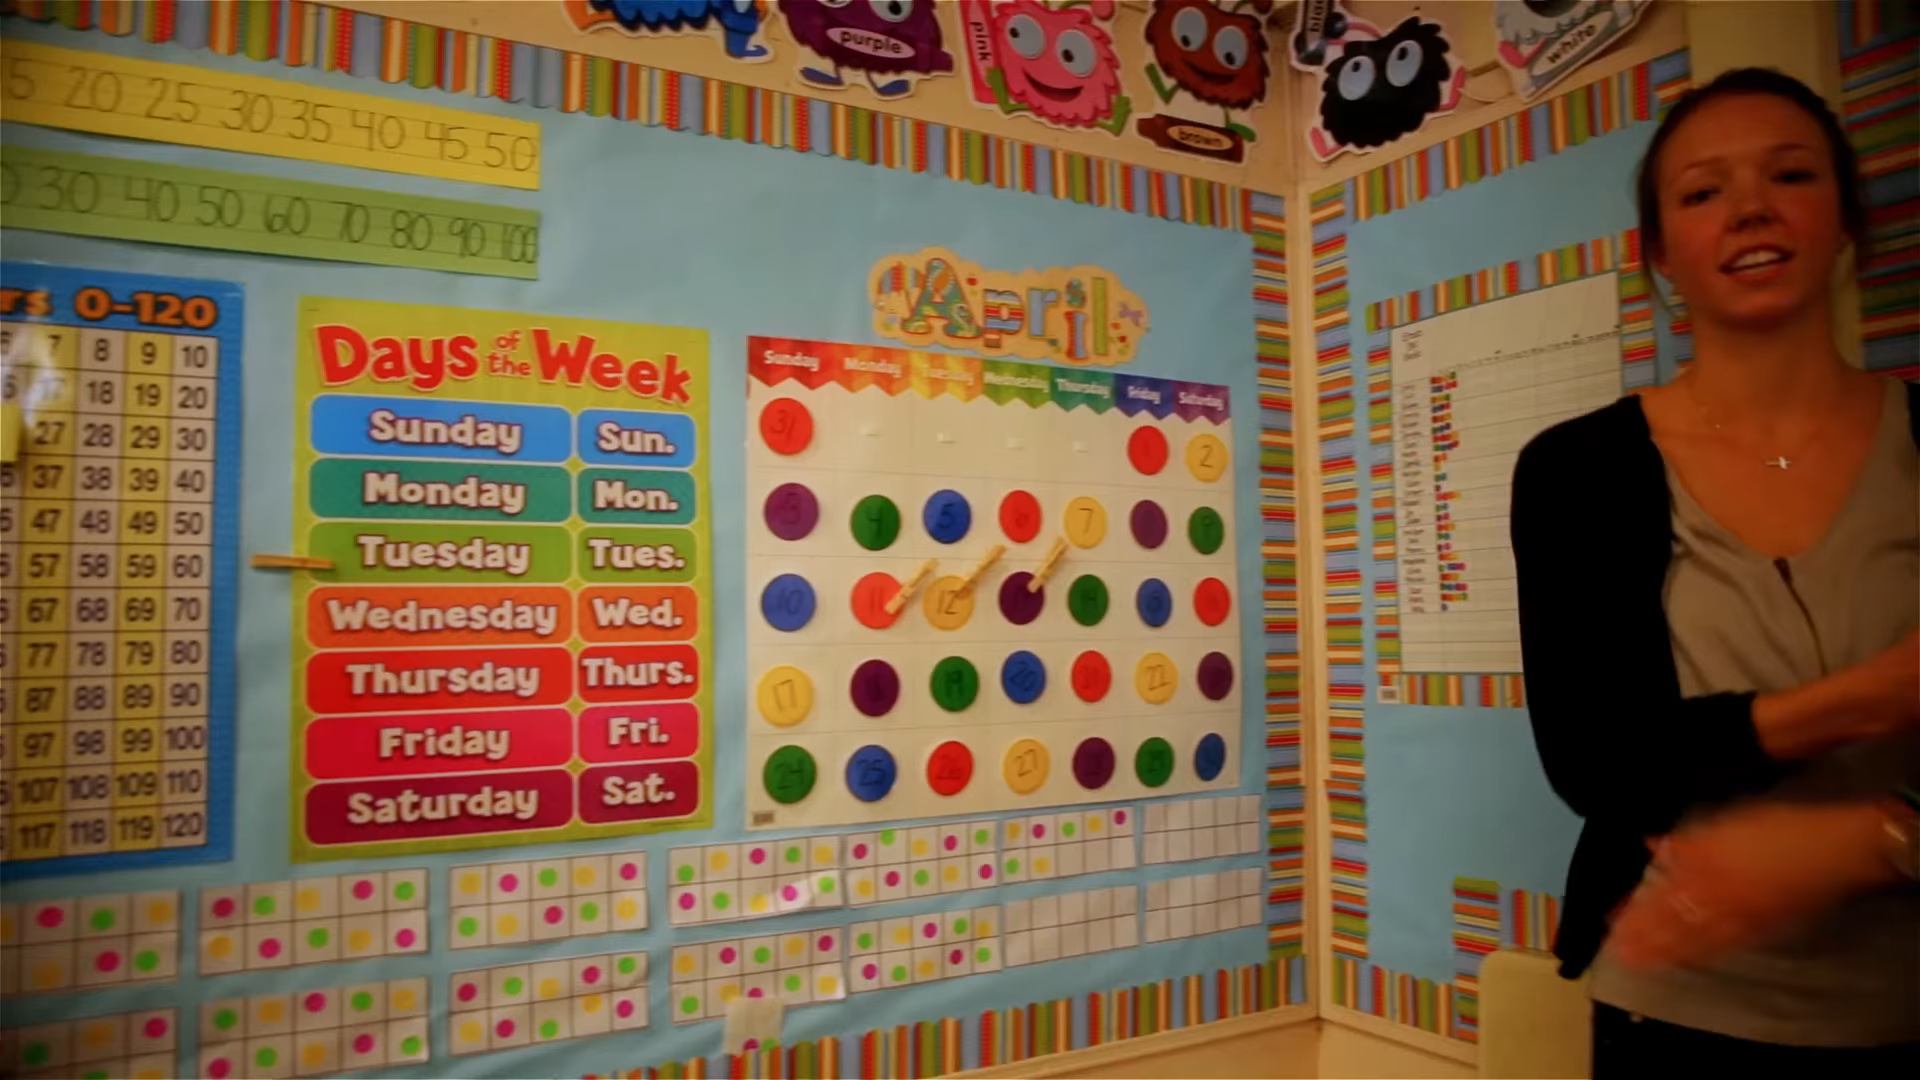 purple
pink
brown
white
20 25 30 35 40 45 50
30 40 50 60 70 80 90 100
0-120
7 8 9 10
18 19 20
27 28 29 30
37 38 39 40
47 48 49 50
57 58 59 60
67 68 69 70
77 78 79 80
87 88 89 90
97 98 99 100
107 108 109 110
117 118 119 120
Days of the Week
Sunday Sun.
Monday Mon.
Tuesday Tues.
Wednesday Wed.
Thursday Thurs.
Friday Fri.
Saturday Sat.
April
Sunday Monday Tuesday Wednesday Thursday Friday Saturday
31 2
4 5 7 9
10 11 12 14
17 19 20 22
24 25 26 27